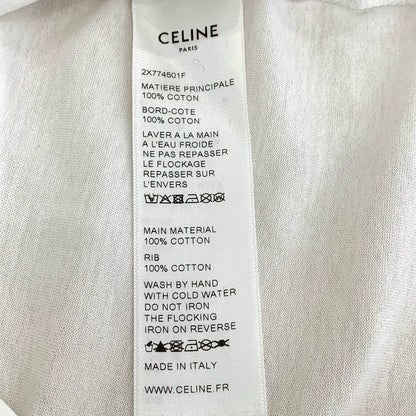 CELINE
PARIS
2X774501F
MATIERE PRINCIPALE
100% COTON
BORD-COTE
100% COTON
LAVER A LA MAIN
A L'EAU FROIDE
NE PAS REPASSER
LE FLOCKAGE
REPASSER SUR
L'ENVERS
MAIN MATERIAL
100% COTTON
RIB
100% COTTON
WASH BY HAND
WITH COLD WATER
DO NOT IRON
THE FLOCKING
IRON ON REVERSE
MADE IN ITALY
WWW.CELINE.FR